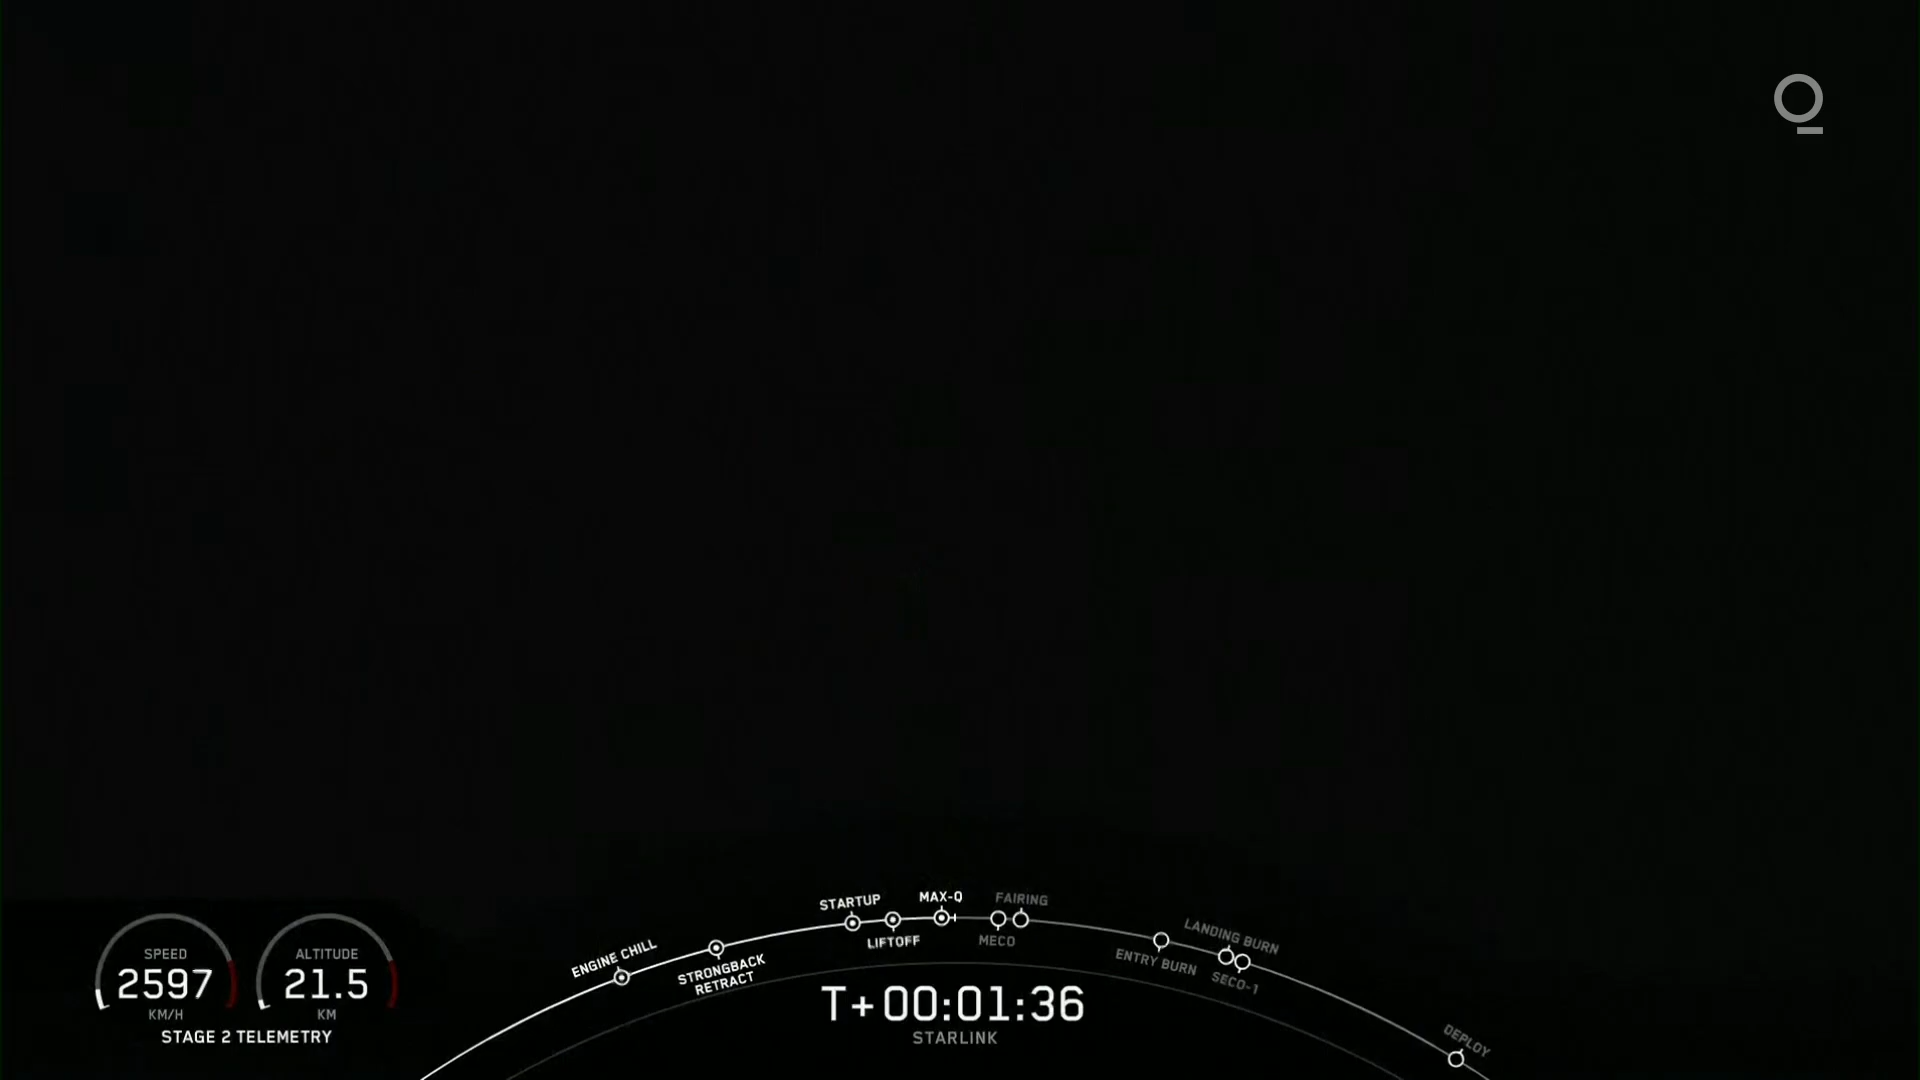 STARTUP
MAX-Q
FAIRING
LIFTOFF
MECO
LANDING BURN
ENGINE CHILL
STRONGBACK
RETRACT
ENTRY BURN
SECO-1
DEPLOY
SPEED
2597
KM/H
ALTITUDE
21.5
KM
STAGE 2 TELEMETRY
T+00:01:36
STARLINK